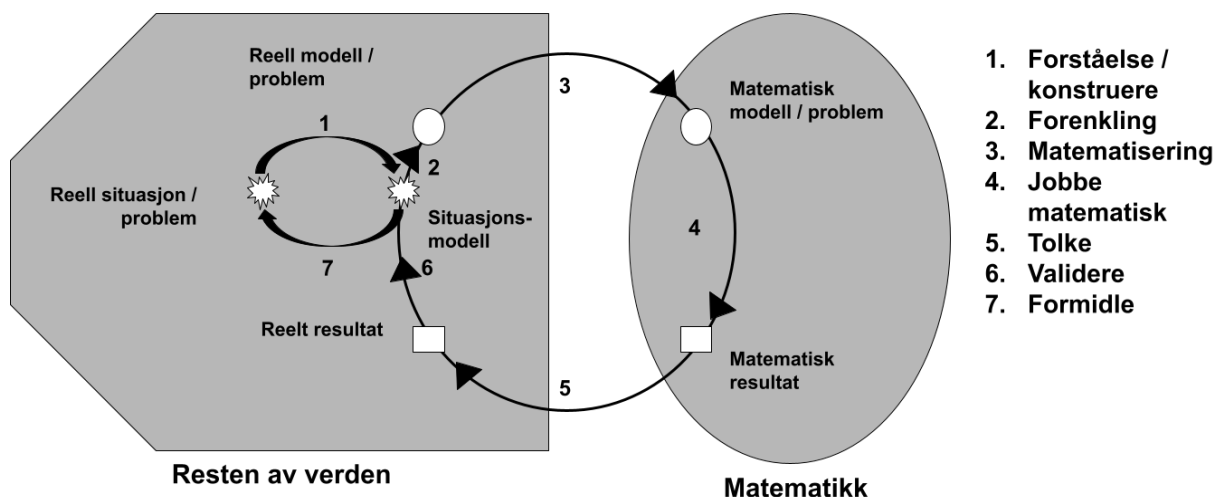 Reell modell /
problem
1
2
3
Reell situasjon /
problem
Situasjons-
modell
7
6
Reelt resultat
Matematisk
modell / problem
4
Matematisk
resultat
5
Resten av verden
Matematikk
1. Forståelse /
konstruere
2. Forenkling
3. Matematisering
4. Jobbe
matematisk
5. Tolke
6. Validere
7. Formidle